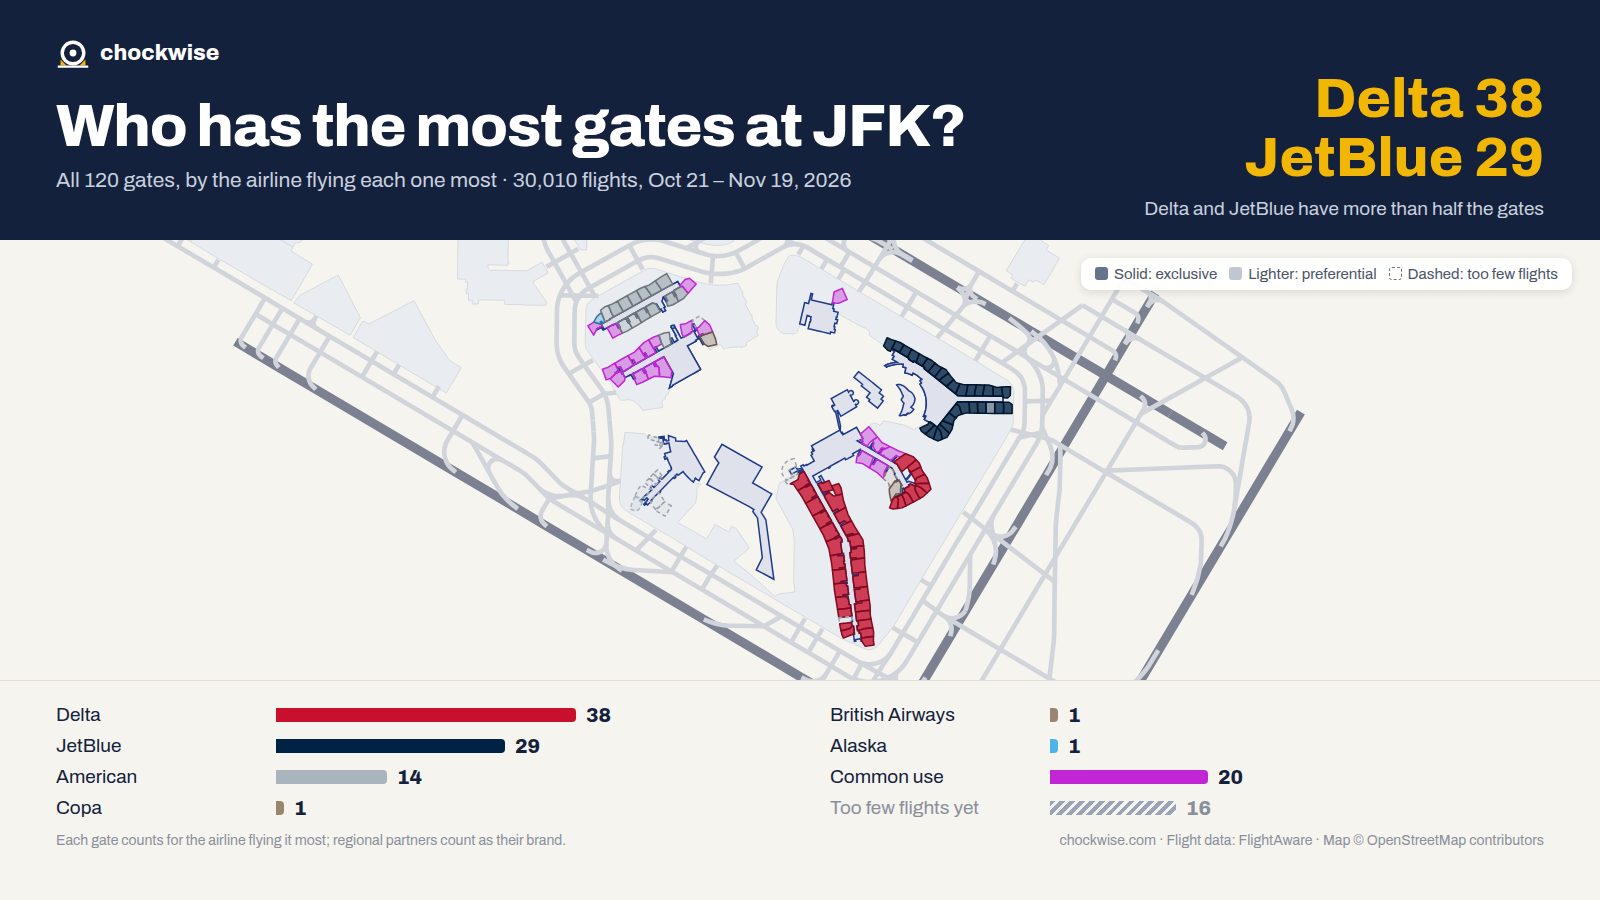 chockwise
Who has the most gates at JFK?
All 120 gates, by the airline flying each one most · 30,010 flights, Oct 21 – Nov 19, 2026
Delta 38
JetBlue 29
Delta and JetBlue have more than half the gates
Solid: exclusive Lighter: preferential Dashed: too few flights
Delta 38
JetBlue 29
American 14
Copa 1
British Airways 1
Alaska 1
Common use 20
Too few flights yet 16
Each gate counts for the airline flying it most; regional partners count as their brand.
chockwise.com · Flight data: FlightAware · Map © OpenStreetMap contributors